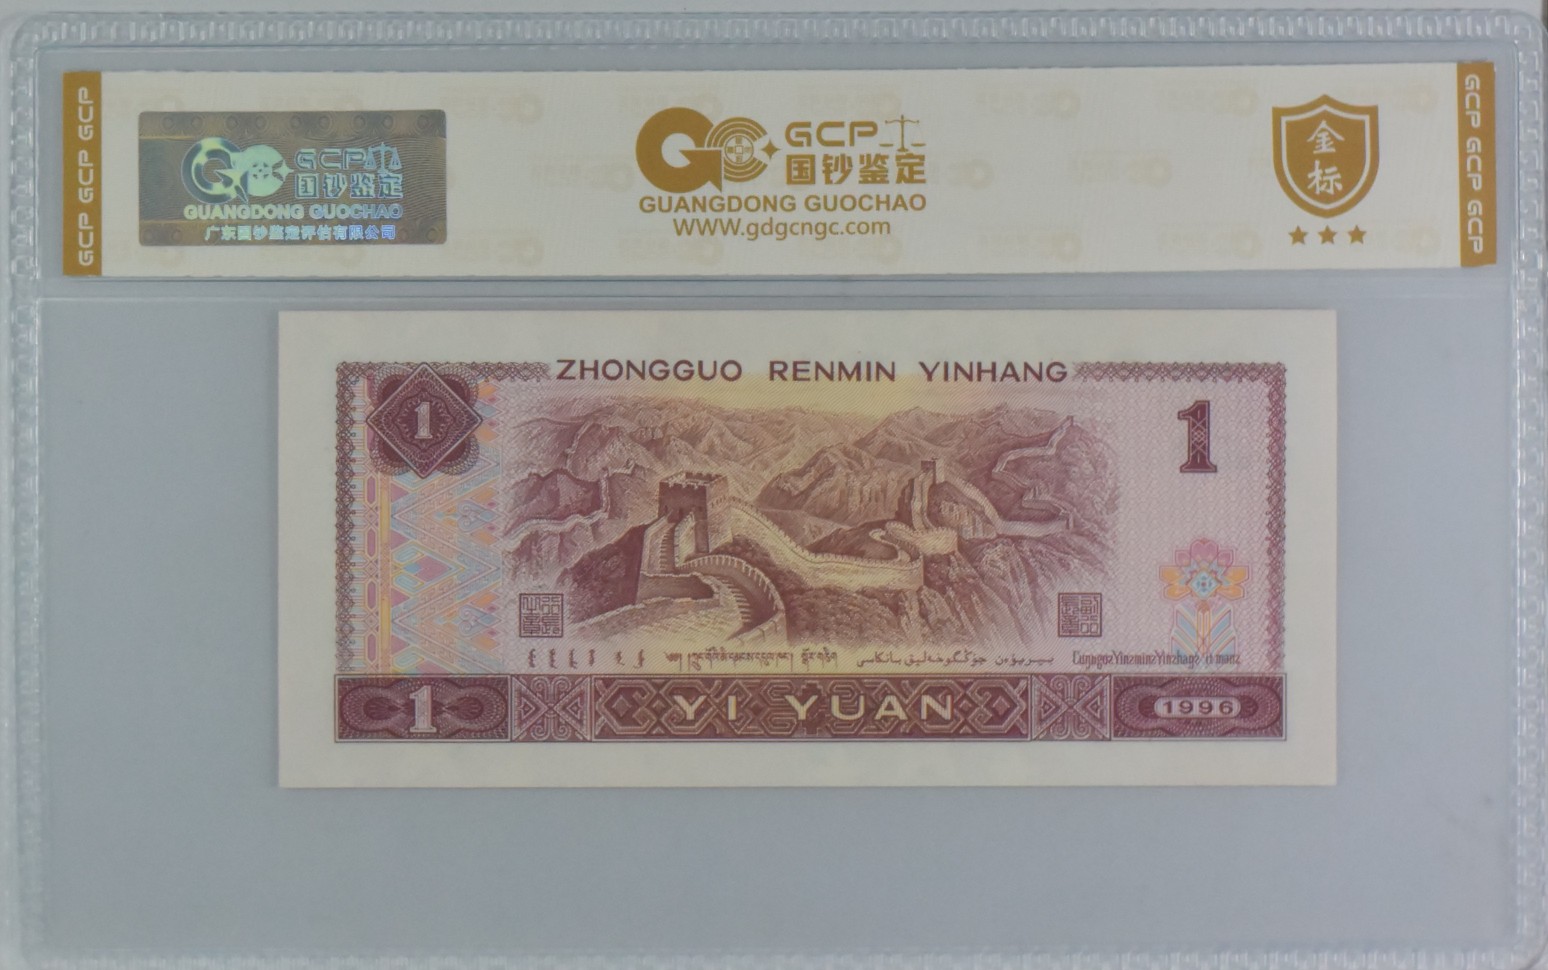 GCP GCP GCP
GCP
国钞鉴定
GUANGDONG GUOCHAO
广东国钞鉴定评估有限公司
GCP
国钞鉴定
GUANGDONG GUOCHAO
WWW.gdgcngc.com
金标
GCP GCP GCP
ZHONGGUO RENMIN YINHANG
1
1
YI YUAN
1
1996